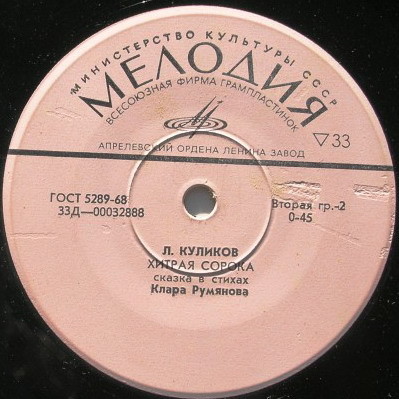 МИНИСТЕРСТВО КУЛЬТУРЫ СССР
МЕЛОДИЯ
ВСЕСОЮЗНАЯ ФИРМА ГРАМПЛАСТИНОК
▽33
АПРЕЛЕВСКИЙ ОРДЕНА ЛЕНИНА ЗАВОД
ГОСТ 5289-68
33Д—00032888
Вторая гр.-2
0-45
Л. КУЛИКОВ
ХИТРАЯ СОРОКА
сказка в стихах
Клара Румянова